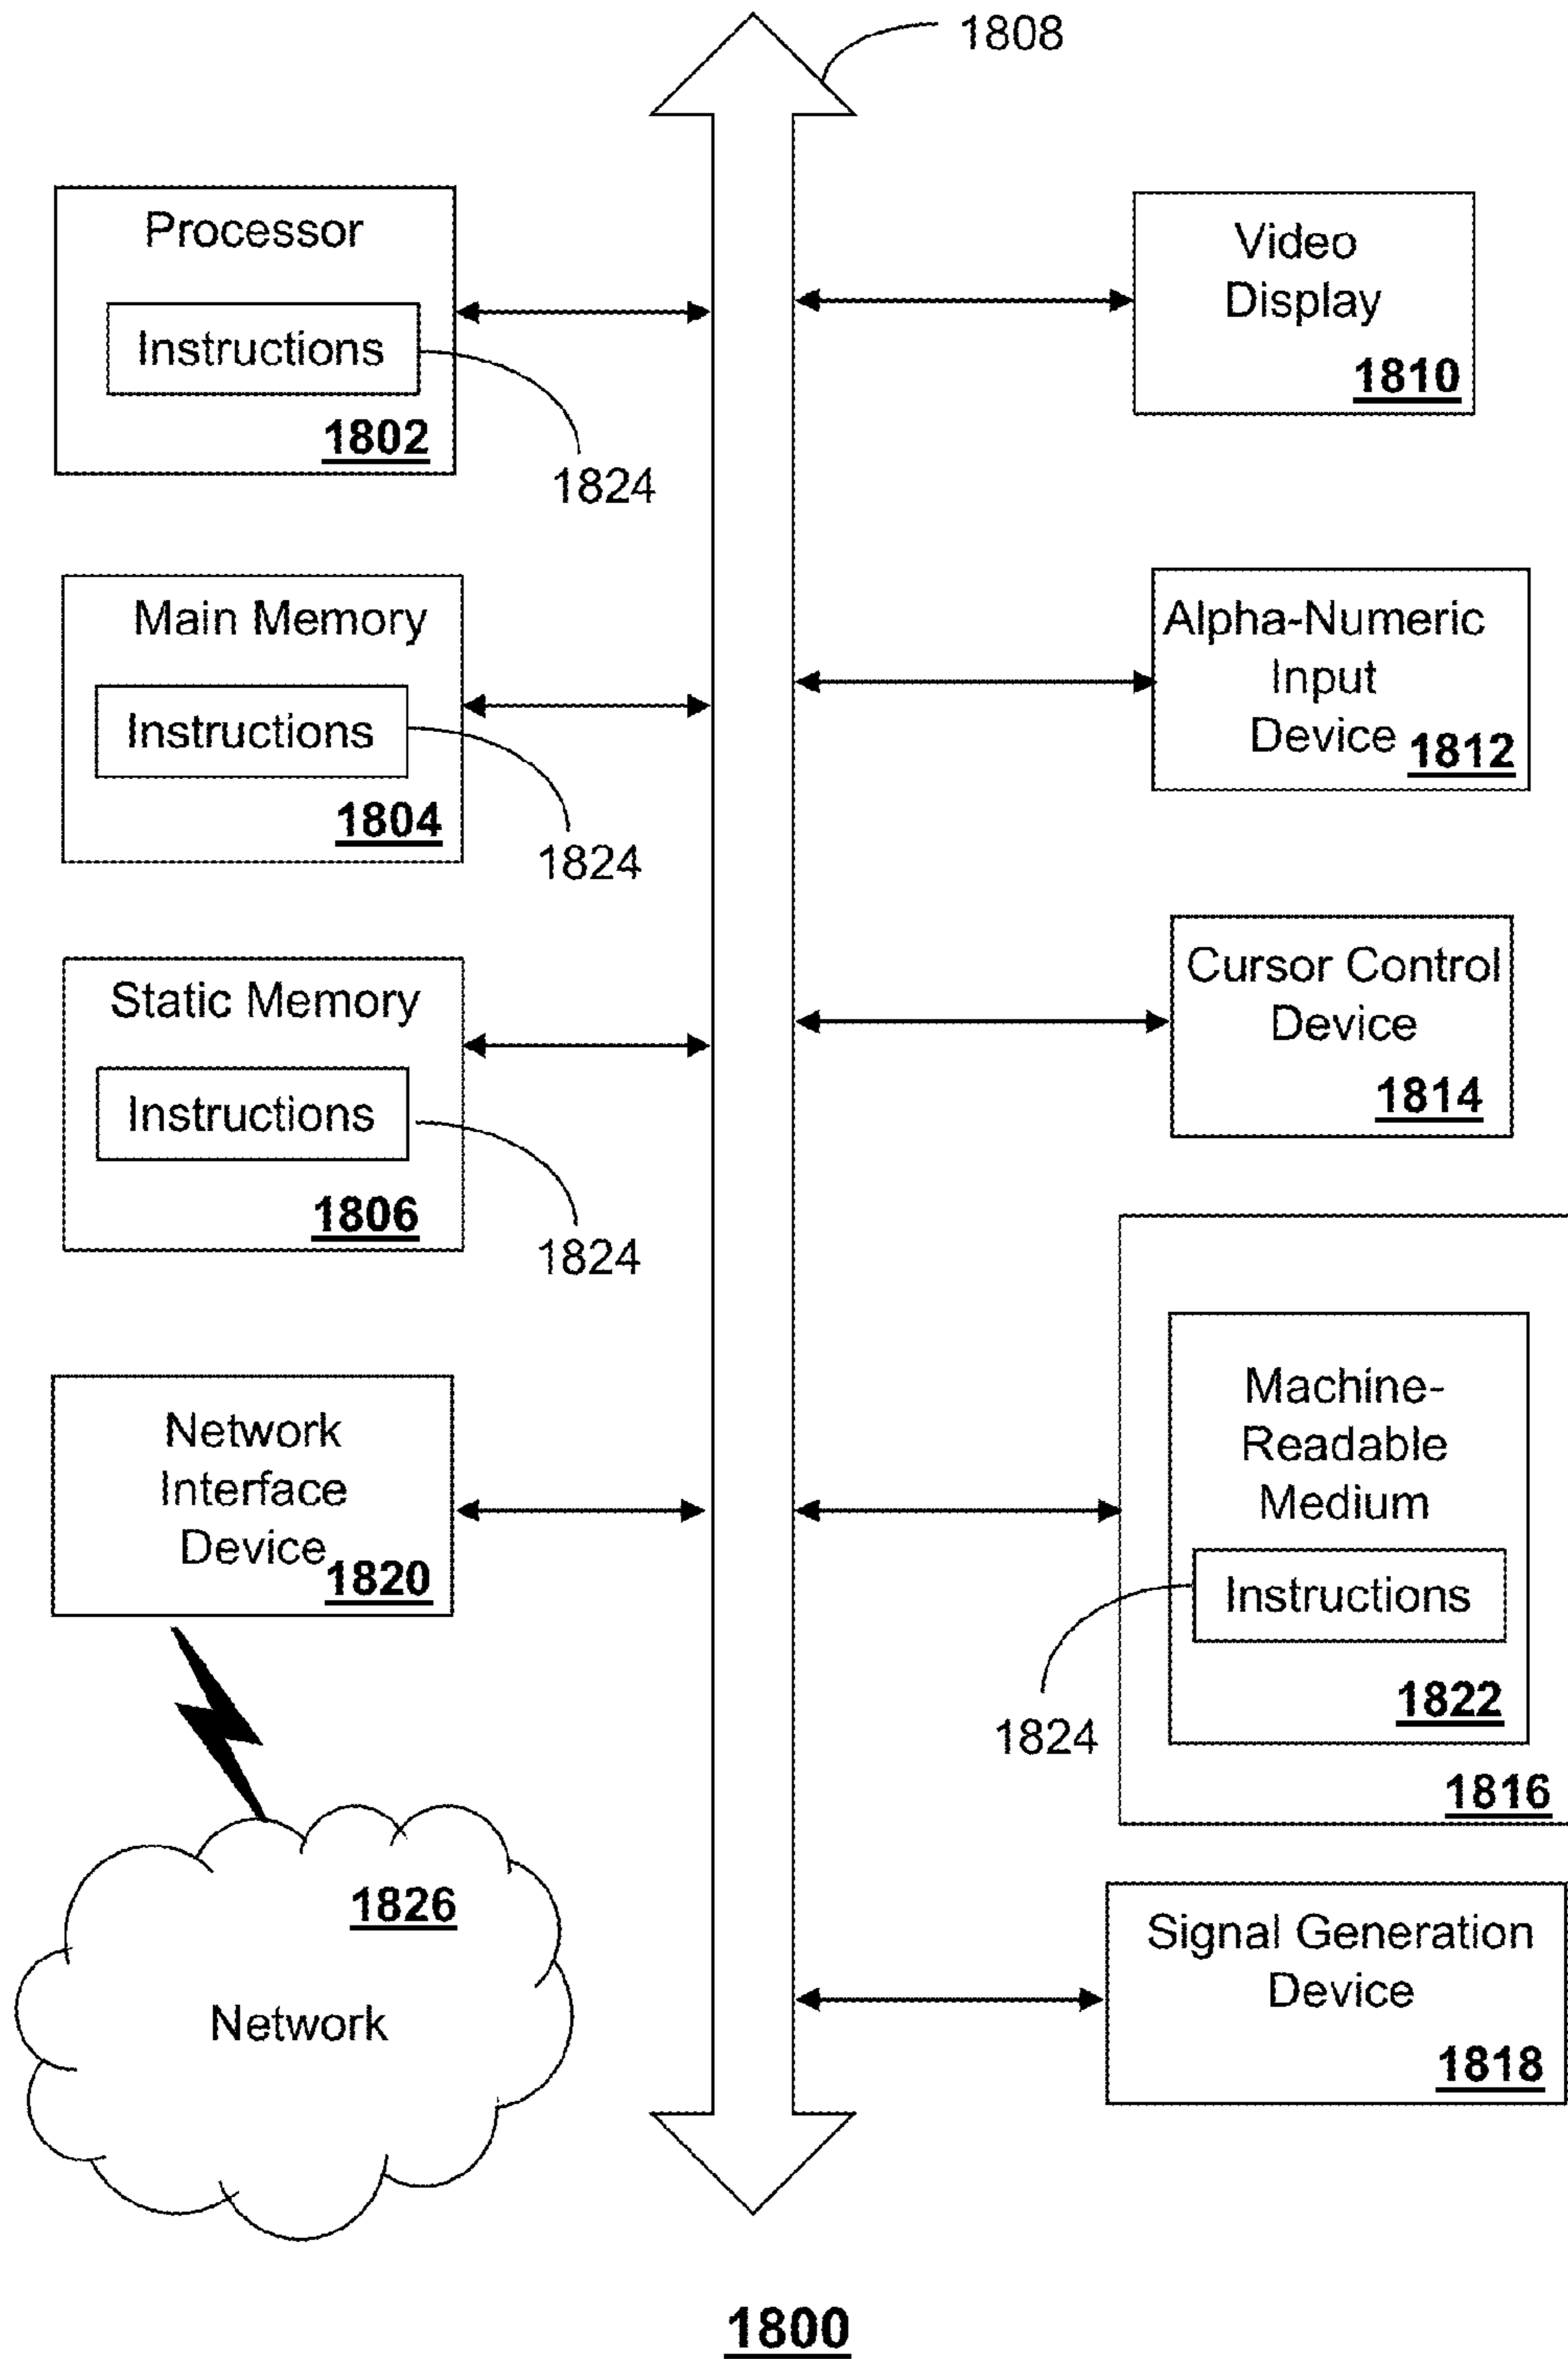 1808
Processor
Instructions
1802
1824
Main Memory
Instructions
1804
1824
Static Memory
Instructions
1806
1824
Network
Interface
Device
1820
1826
Network
Video
Display
1810
Alpha-Numeric
Input
Device
1812
Cursor Control
Device
1814
Machine-
Readable
Medium
Instructions
1822
1824
1816
Signal Generation
Device
1818
1800